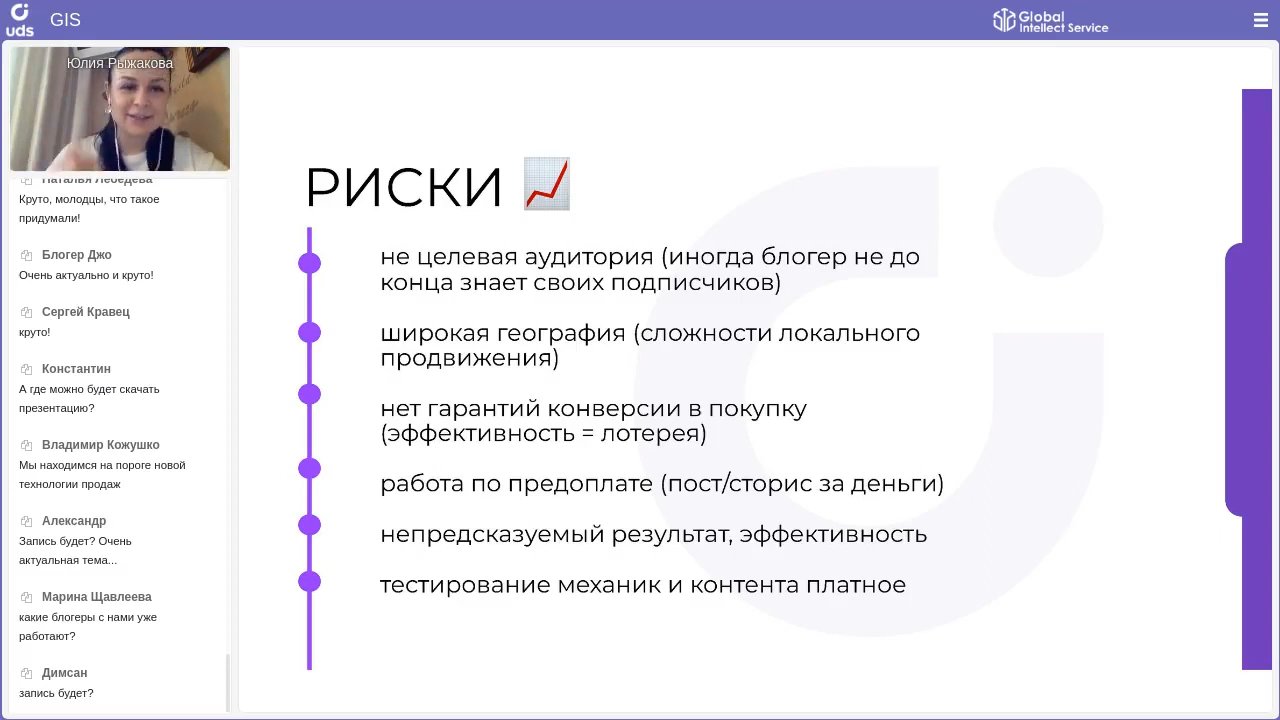 uds
GIS
Global
Intellect Service
Юлия Рыжакова
Наталья Лебедева
Круто, молодцы, что такое
придумали!
Блогер Джо
Очень актуально и круто!
Сергей Кравец
круто!
Константин
А где можно будет скачать
презентацию?
Владимир Кожушко
Мы находимся на пороге новой
технологии продаж
Александр
Запись будет? Очень
актуальная тема...
Марина Щавлеева
какие блогеры с нами уже
работают?
Димсан
запись будет?
РИСКИ
не целевая аудитория (иногда блогер не до
конца знает своих подписчиков)
широкая география (сложности локального
продвижения)
нет гарантий конверсии в покупку
(эффективность = лотерея)
работа по предоплате (пост/сторис за деньги)
непредсказуемый результат, эффективность
тестирование механик и контента платное